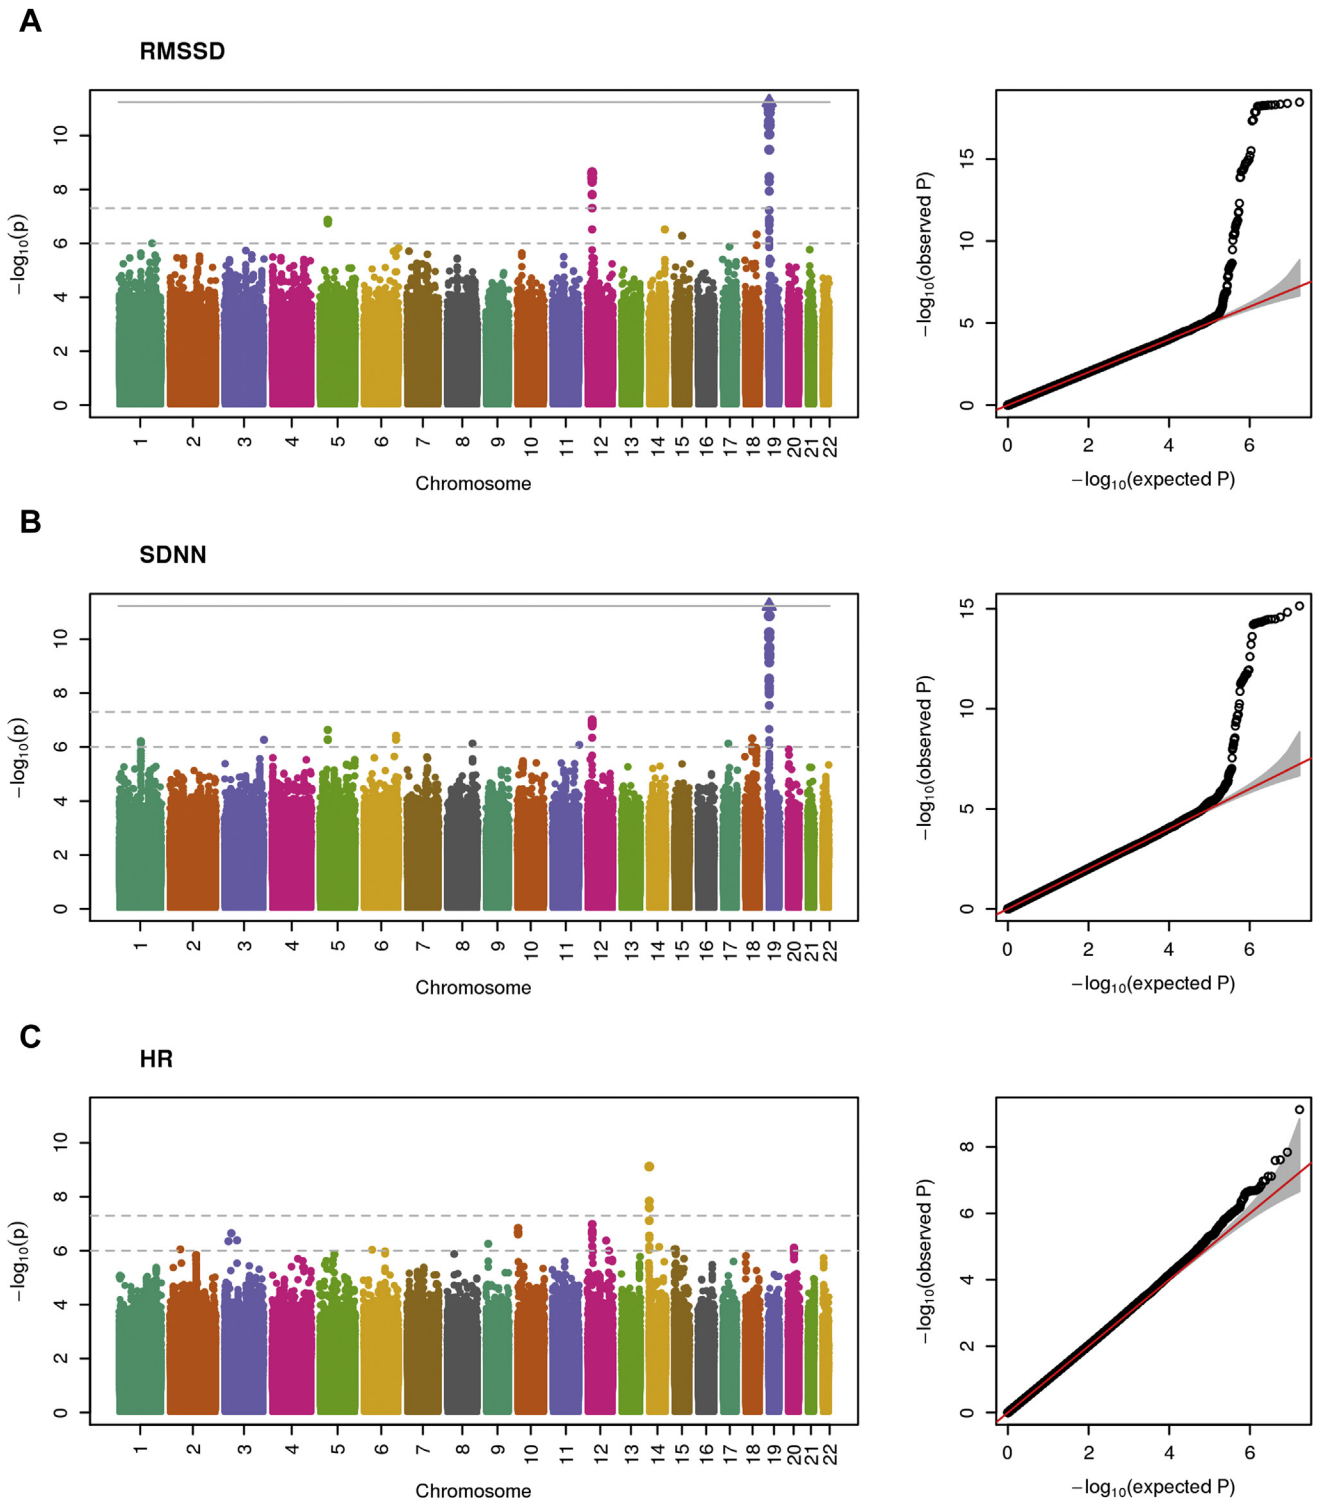 A
RMSSD
−log10(p)
0 2 4 6 8 10
1 2 3 4 5 6 7 8 9 10 11 12 13 14 15 16 17 18 19 20 21 22
Chromosome
−log10(observed P)
0 5 10 15
0 2 4 6
−log10(expected P)
B
SDNN
−log10(p)
0 2 4 6 8 10
1 2 3 4 5 6 7 8 9 10 11 12 13 14 15 16 17 18 19 20 21 22
Chromosome
−log10(observed P)
0 5 10 15
0 2 4 6
−log10(expected P)
C
HR
−log10(p)
0 2 4 6 8 10
1 2 3 4 5 6 7 8 9 10 11 12 13 14 15 16 17 18 19 20 21 22
Chromosome
−log10(observed P)
0 2 4 6 8
0 2 4 6
−log10(expected P)